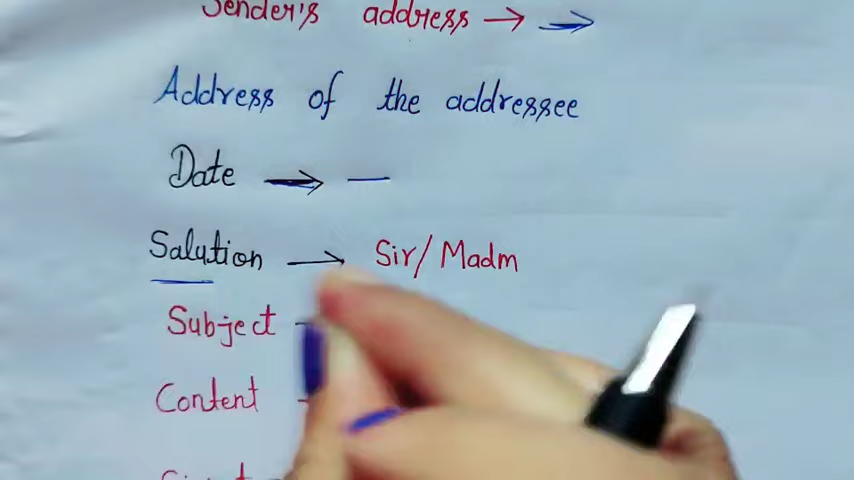 Sender's address → →
Address of the addressee
Date → —
Salution → Sir/Madm
Subject
Content